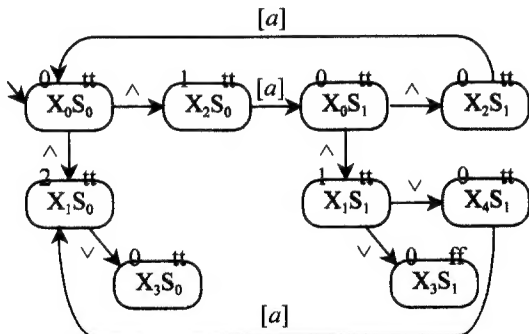 [a]
0 tt 1 tt 0 tt 0 tt
X₀S₀ ∧ X₂S₀ [a] X₀S₁ ∧ X₂S₁
∧ ∧
2 tt 1 tt 0 tt
X₁S₀ X₁S₁ ∨ X₄S₁
∨ 0 tt ∨ 0 ff
X₃S₀ X₃S₁
[a]